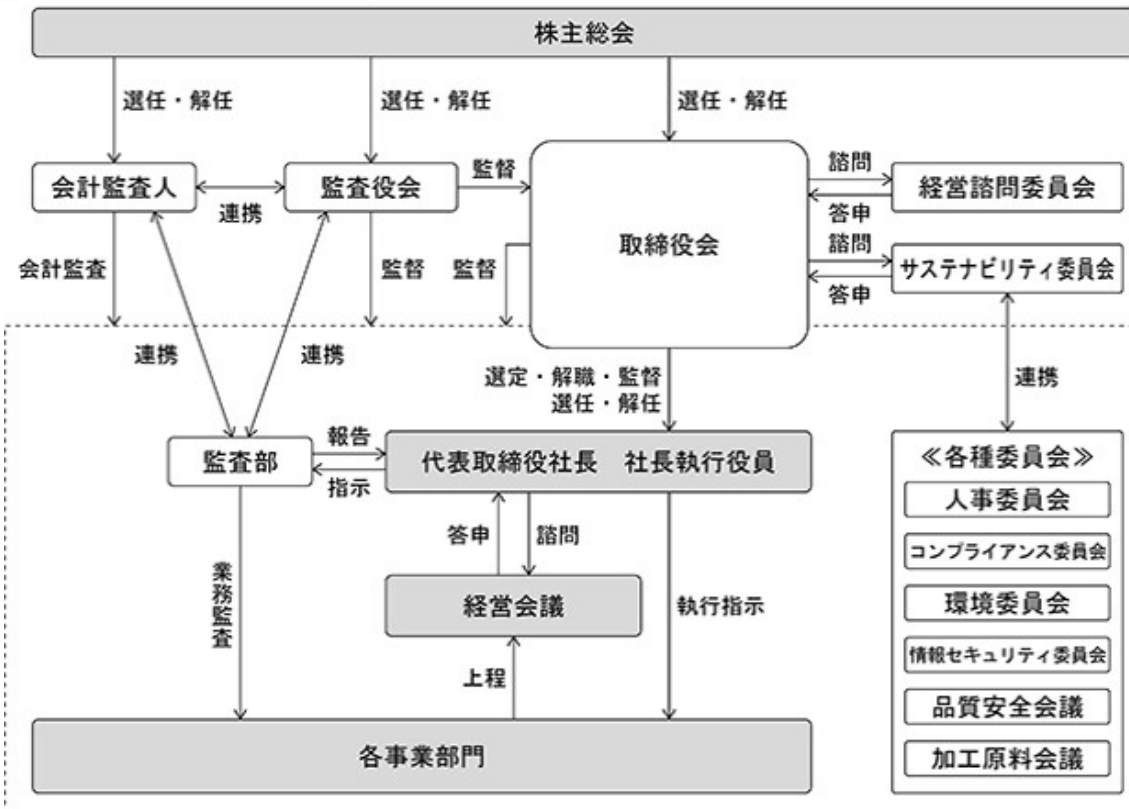 株主総会
選任・解任
選任・解任
選任・解任
会計監査人
連携
監査役会
監督
取締役会
諮問
答申
経営諮問委員会
諮問
答申
サステナビリティ委員会
会計監査
監督
監督
連携
連携
選定・解職・監督
選任・解任
連携
監査部
報告
指示
代表取締役社長　社長執行役員
答申
諮問
経営会議
業務監査
執行指示
上程
各事業部門
≪各種委員会≫
人事委員会
コンプライアンス委員会
環境委員会
情報セキュリティ委員会
品質安全会議
加工原料会議